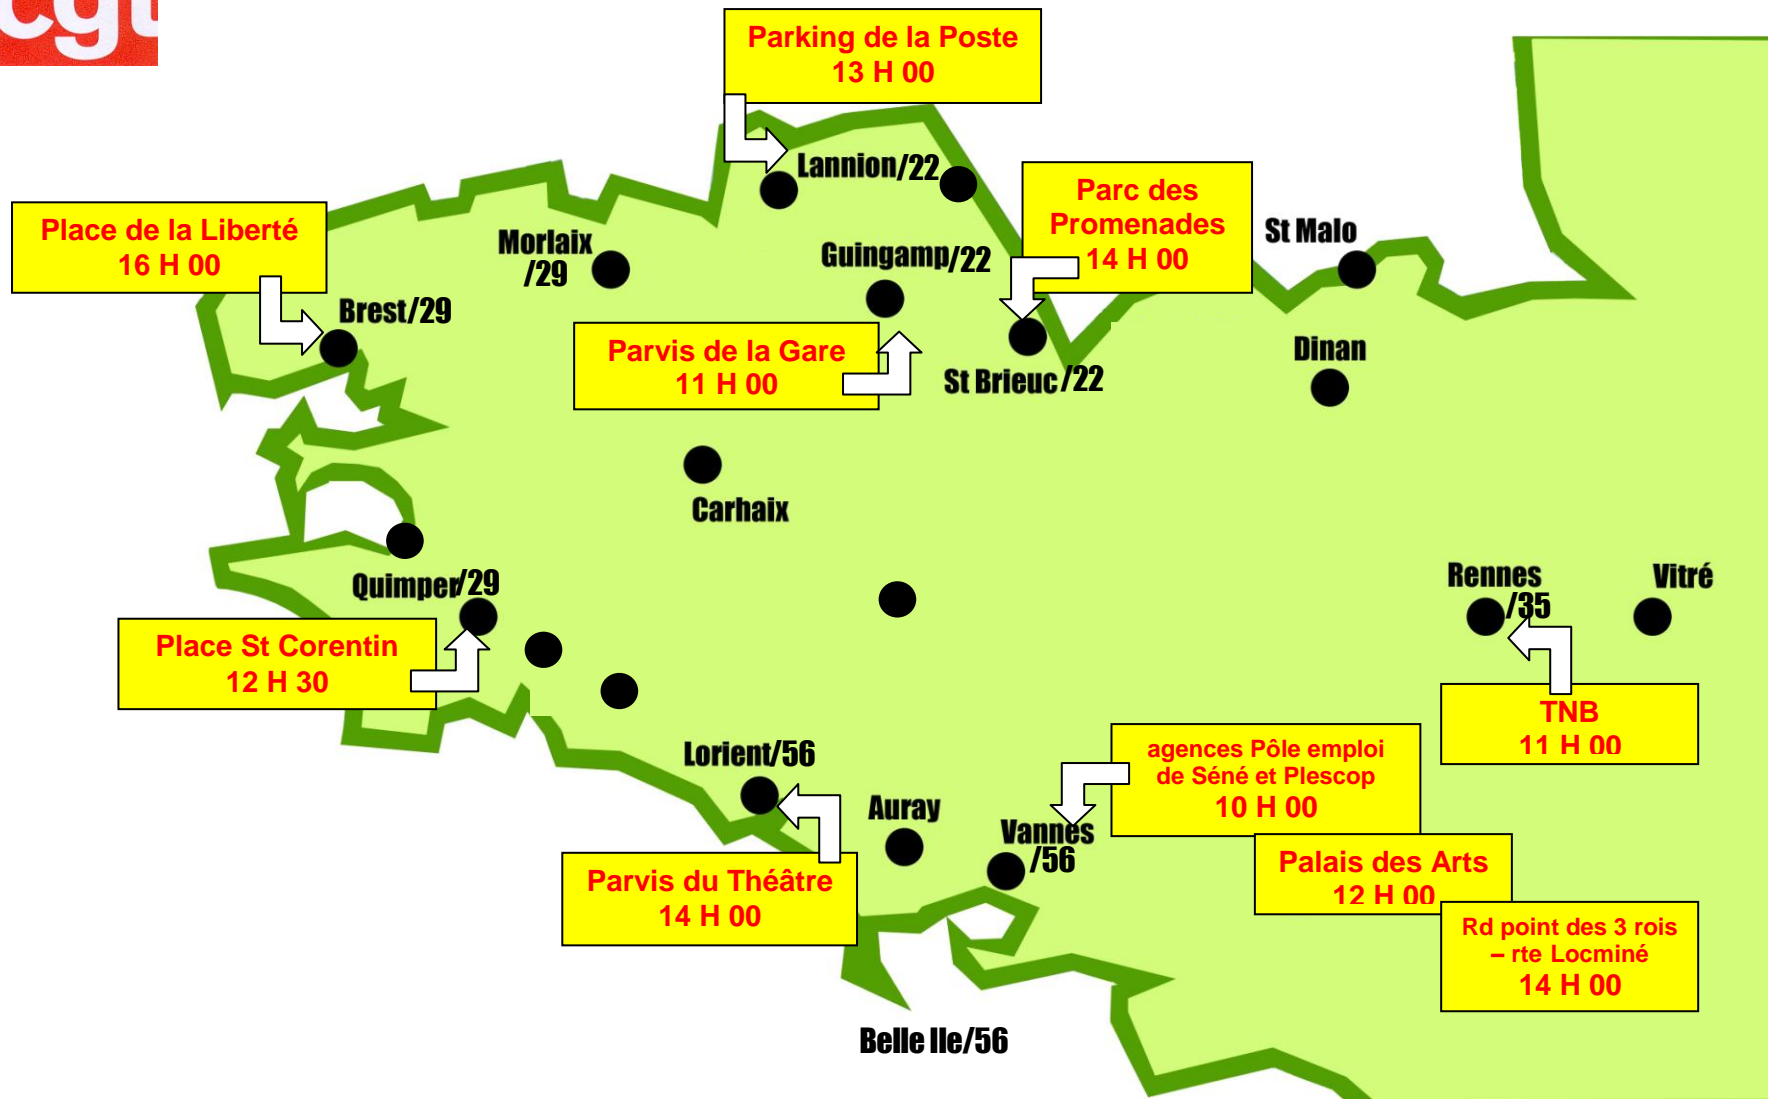 cgt
Parking de la Poste
13 H 00
Lannion/22
Place de la Liberté
16 H 00
Morlaix
/29
Guingamp/22
Parc des
Promenades
14 H 00
St Malo
Brest/29
Parvis de la Gare
11 H 00
St Brieuc/22
Dinan
Carhaix
Quimper/29
Rennes
/35
Vitré
Place St Corentin
12 H 30
TNB
11 H 00
Lorient/56
agences Pôle emploi
de Séné et Plescop
10 H 00
Auray
Vannes
/56
Parvis du Théâtre
14 H 00
Palais des Arts
12 H 00
Rd point des 3 rois
– rte Locminé
14 H 00
Belle Ile/56